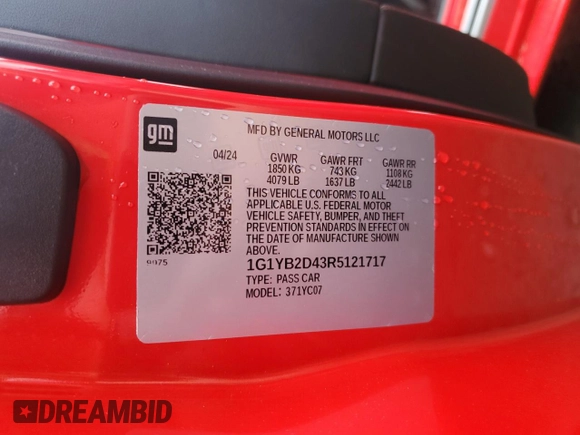 gm
MFD BY GENERAL MOTORS LLC
04/24 GVWR GAWR FRT GAWR RR
1850 KG 743 KG 1108 KG
4079 LB 1637 LB 2442 LB
THIS VEHICLE CONFORMS TO ALL
APPLICABLE U.S. FEDERAL MOTOR
VEHICLE SAFETY, BUMPER, AND THEFT
PREVENTION STANDARDS IN EFFECT ON
THE DATE OF MANUFACTURE SHOWN
ABOVE.
9975
1G1YB2D43R5121717
TYPE: PASS CAR
MODEL: 371YC07
DREAMBID